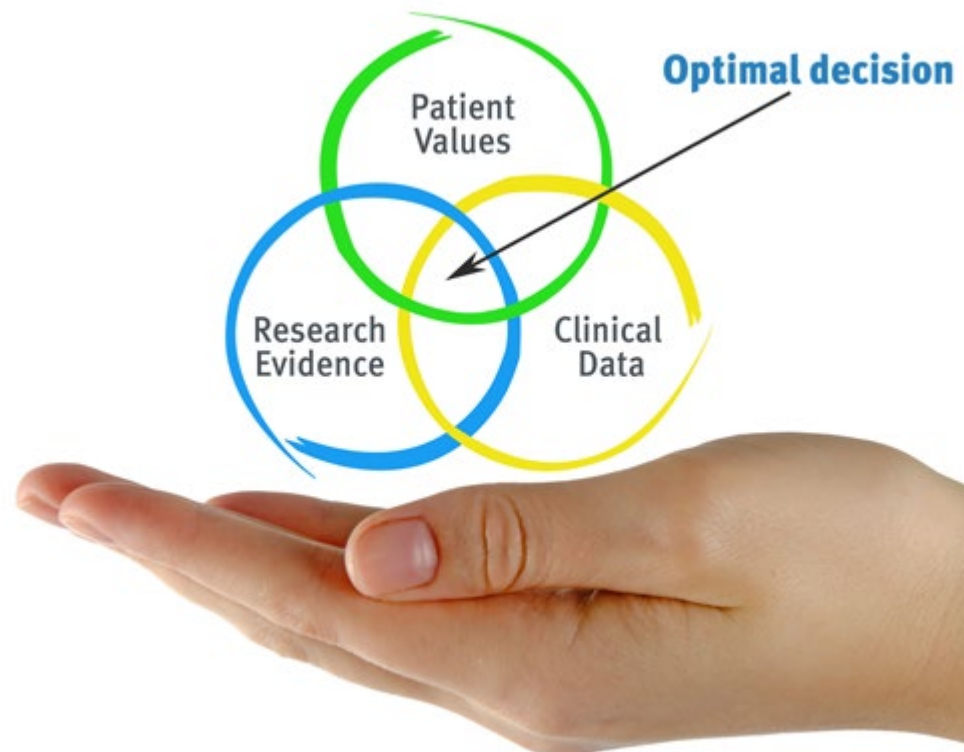 Optimal decision
Patient
Values
Research
Evidence
Clinical
Data